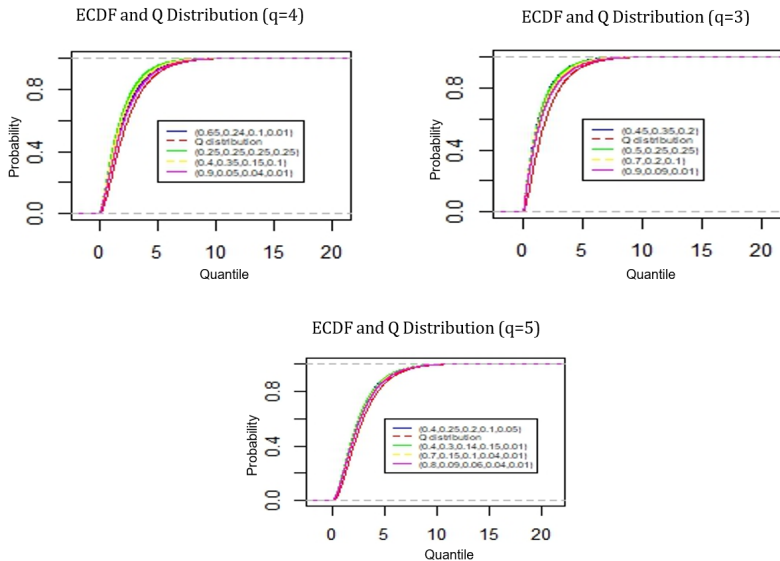 ECDF and Q Distribution (q=4)
0.8
0.4
0.0
Probability
(0.65,0.24,0.1,0.01)
Q distribution
(0.25,0.25,0.25,0.25)
(0.4,0.35,0.15,0.1)
(0.9,0.05,0.04,0.01)
0 5 10 15 20
Quantile
ECDF and Q Distribution (q=3)
0.8
0.4
0.0
Probability
(0.45,0.35,0.2)
Q distribution
(0.5,0.25,0.25)
(0.7,0.2,0.1)
(0.9,0.09,0.01)
0 5 10 15 20
Quantile
ECDF and Q Distribution (q=5)
0.8
0.4
0.0
Probability
(0.4,0.25,0.2,0.1,0.05)
Q distribution
(0.4,0.3,0.14,0.15,0.01)
(0.7,0.15,0.1,0.04,0.01)
(0.8,0.09,0.06,0.04,0.01)
0 5 10 15 20
Quantile